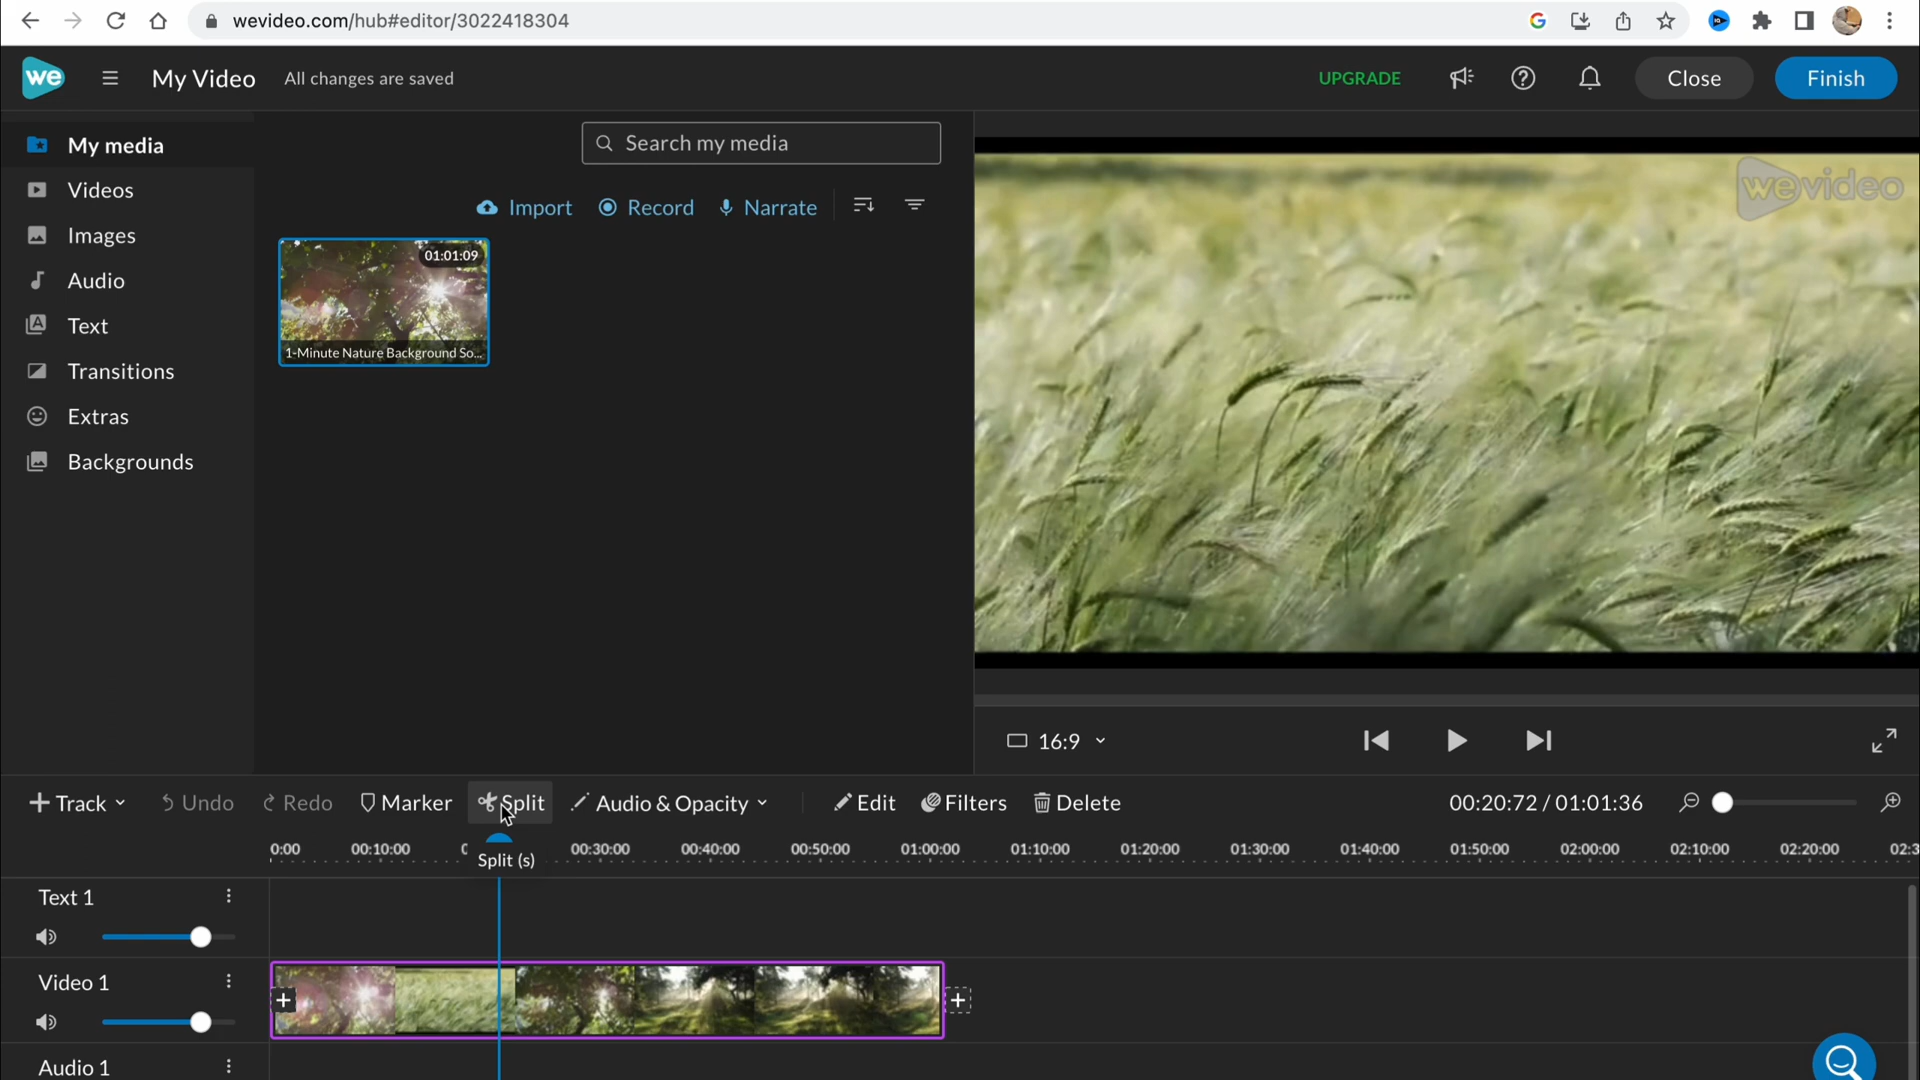 wevideo.com/hub#editor/3022418304
we
My Video
All changes are saved
UPGRADE
Close
Finish
My media
Videos
Images
Audio
Text
Transitions
Extras
Backgrounds
Search my media
Import
Record
Narrate
01:01:09
1-Minute Nature Background So...
wevideo
16:9
Track
Undo
Redo
Marker
Split
Audio & Opacity
Edit
Filters
Delete
00:20:72 / 01:01:36
0:00 00:10:00 00:30:00 00:40:00 00:50:00 01:00:00 01:10:00 01:20:00 01:30:00 01:40:00 01:50:00 02:00:00 02:10:00 02:20:00 02:3
Split (s)
Text 1
Video 1
Audio 1